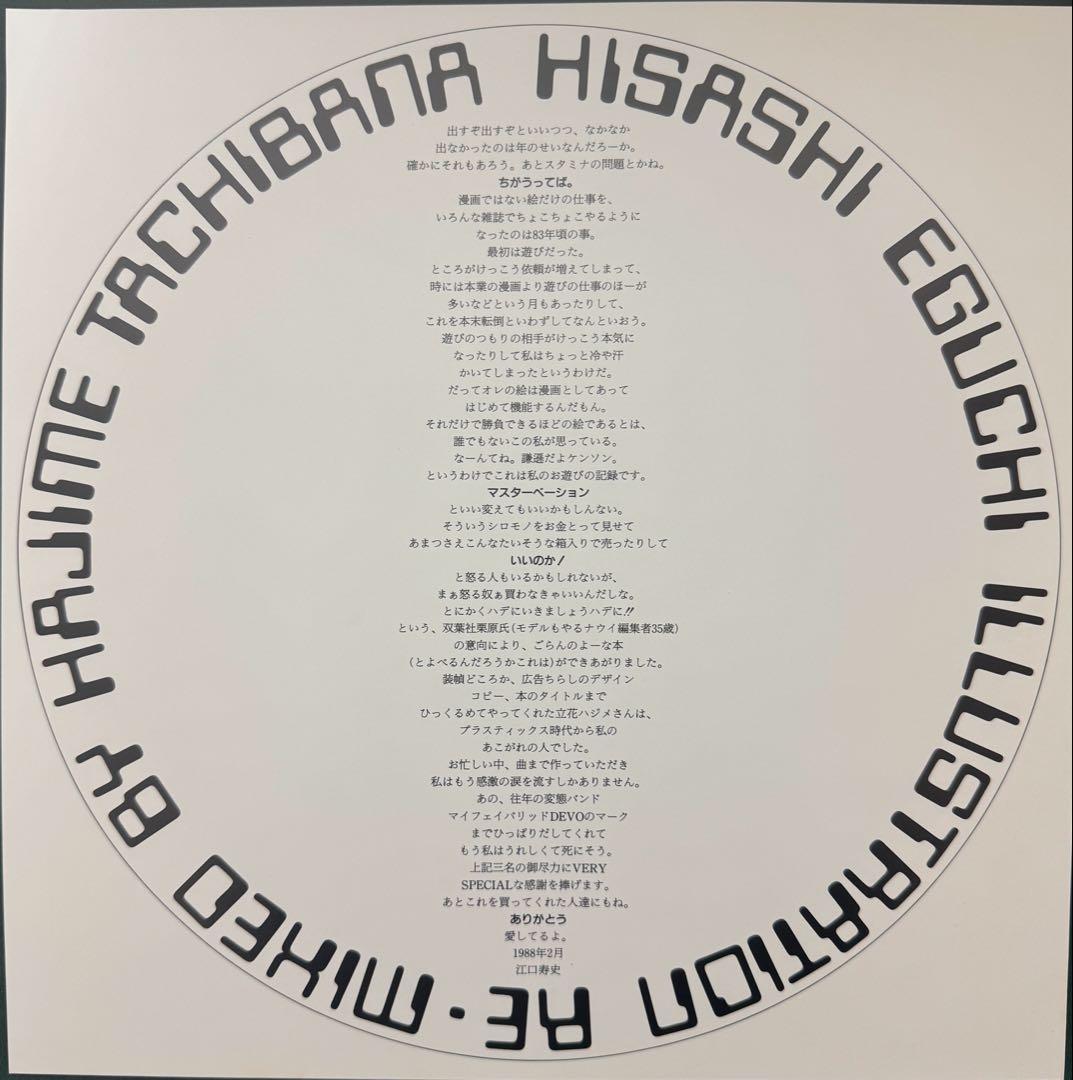 HISASHI EGUCHI ILLUSTRATION RE・MIXED BY HAJIME TACHIBANA
出すぞ出すぞといいつつ、なかなか
出なかったのは年のせいなんだろーか。
確かにそれもあろう。あとスタミナの問題とかね。
ちがうってば。
漫画ではない絵だけの仕事を、
いろんな雑誌でちょこちょこやるように
なったのは83年頃の事。
最初は遊びだった。
ところがけっこう依頼が増えてしまって、
時には本業の漫画より遊びの仕事のほーが
多いなどという月もあったりして、
これを本末転倒といわずしてなんといおう。
遊びのつもりの相手がけっこう本気に
なったりして私はちょっと冷や汗
かいてしまったというわけだ。
だってオレの絵は漫画としてあって
はじめて機能するんだもん。
それだけで勝負できるほどの絵であるとは、
誰でもないこの私が思っている。
なーんてね。謙遜だよケンソン。
というわけでこれは私のお遊びの記録です。
マスターベーション
といい変えてもいいかもしんない。
そういうシロモノをお金とって見せて
あまつさえこんなたいそうな箱入りで売ったりして
いいのか!
と怒る人もいるかもしれないが、
まぁ怒る奴ぁ買わなきゃいいんだしな。
とにかくハデにいきましょうハデに!!
という、双葉社栗原氏(モデルもやるナウイ編集者35歳)
の意向により、ごらんのよーな本
(とよべるんだろうかこれは)ができあがりました。
装幀どころか、広告ちらしのデザイン
コピー、本のタイトルまで
ひっくるめてやってくれた立花ハジメさんは、
プラスティックス時代から私の
あこがれの人でした。
お忙しい中、曲まで作っていただき
私はもう感激の涙を流すしかありません。
あの、往年の変態バンド
マイフェイバリッドDEVOのマーク
までひっぱりだしてくれて
もう私はうれしくて死にそう。
上記三名の御尽力にVERY
SPECIALな感謝を捧げます。
あとこれを買ってくれた人達にもね。
ありがとう
愛してるよ。
1988年2月
江口寿史